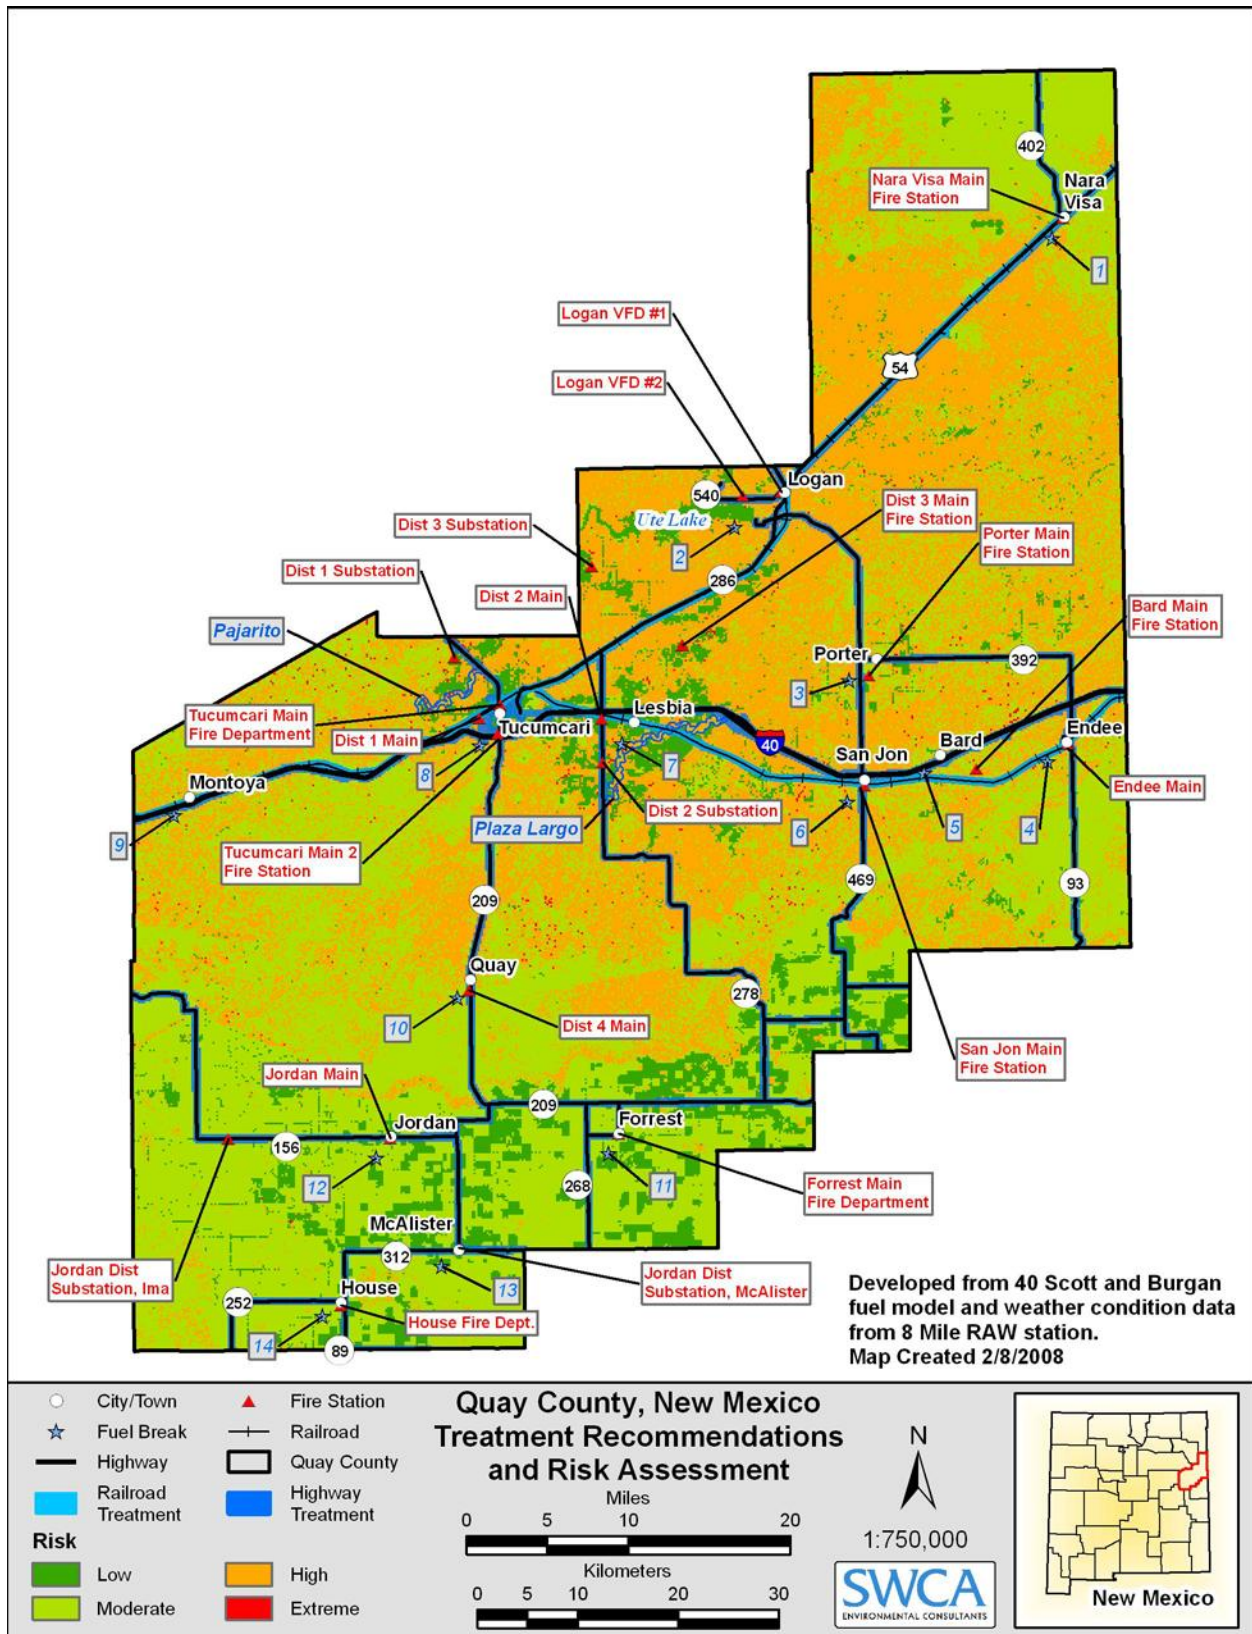 402
Nara Visa Main
Fire Station
Nara
Visa
1
Logan VFD #1
54
Logan VFD #2
Logan
540
Dist 3 Main
Fire Station
Ute Lake
Dist 3 Substation
Porter Main
Fire Station
2
Dist 1 Substation
286
Dist 2 Main
Bard Main
Fire Station
Pajarito
Porter
392
3
Tucumcari Main
Fire Department
Lesbia
Tucumcari
Endee
Dist 1 Main
40
Bard
8
7
San Jon
Montoya
Endee Main
Dist 2 Substation
Plaza Largo
6
5
4
9
Tucumcari Main 2
Fire Station
469
93
209
Quay
278
10
Dist 4 Main
San Jon Main
Fire Station
Jordan Main
209
Jordan
Forrest
156
12
268
11
Forrest Main
Fire Department
McAlister
312
Jordan Dist
Substation, Ima
Jordan Dist
Substation, McAlister
13
House
252
House Fire Dept.
14
89
Developed from 40 Scott and Burgan
fuel model and weather condition data
from 8 Mile RAW station.
Map Created 2/8/2008
City/Town
Fire Station
Fuel Break
Railroad
Highway
Quay County
Railroad
Treatment
Highway
Treatment
Risk
Low
High
Moderate
Extreme
Quay County, New Mexico
Treatment Recommendations
and Risk Assessment
Miles
0 5 10 20
Kilometers
0 5 10 20 30
N
1:750,000
SWCA
ENVIRONMENTAL CONSULTANTS
New Mexico